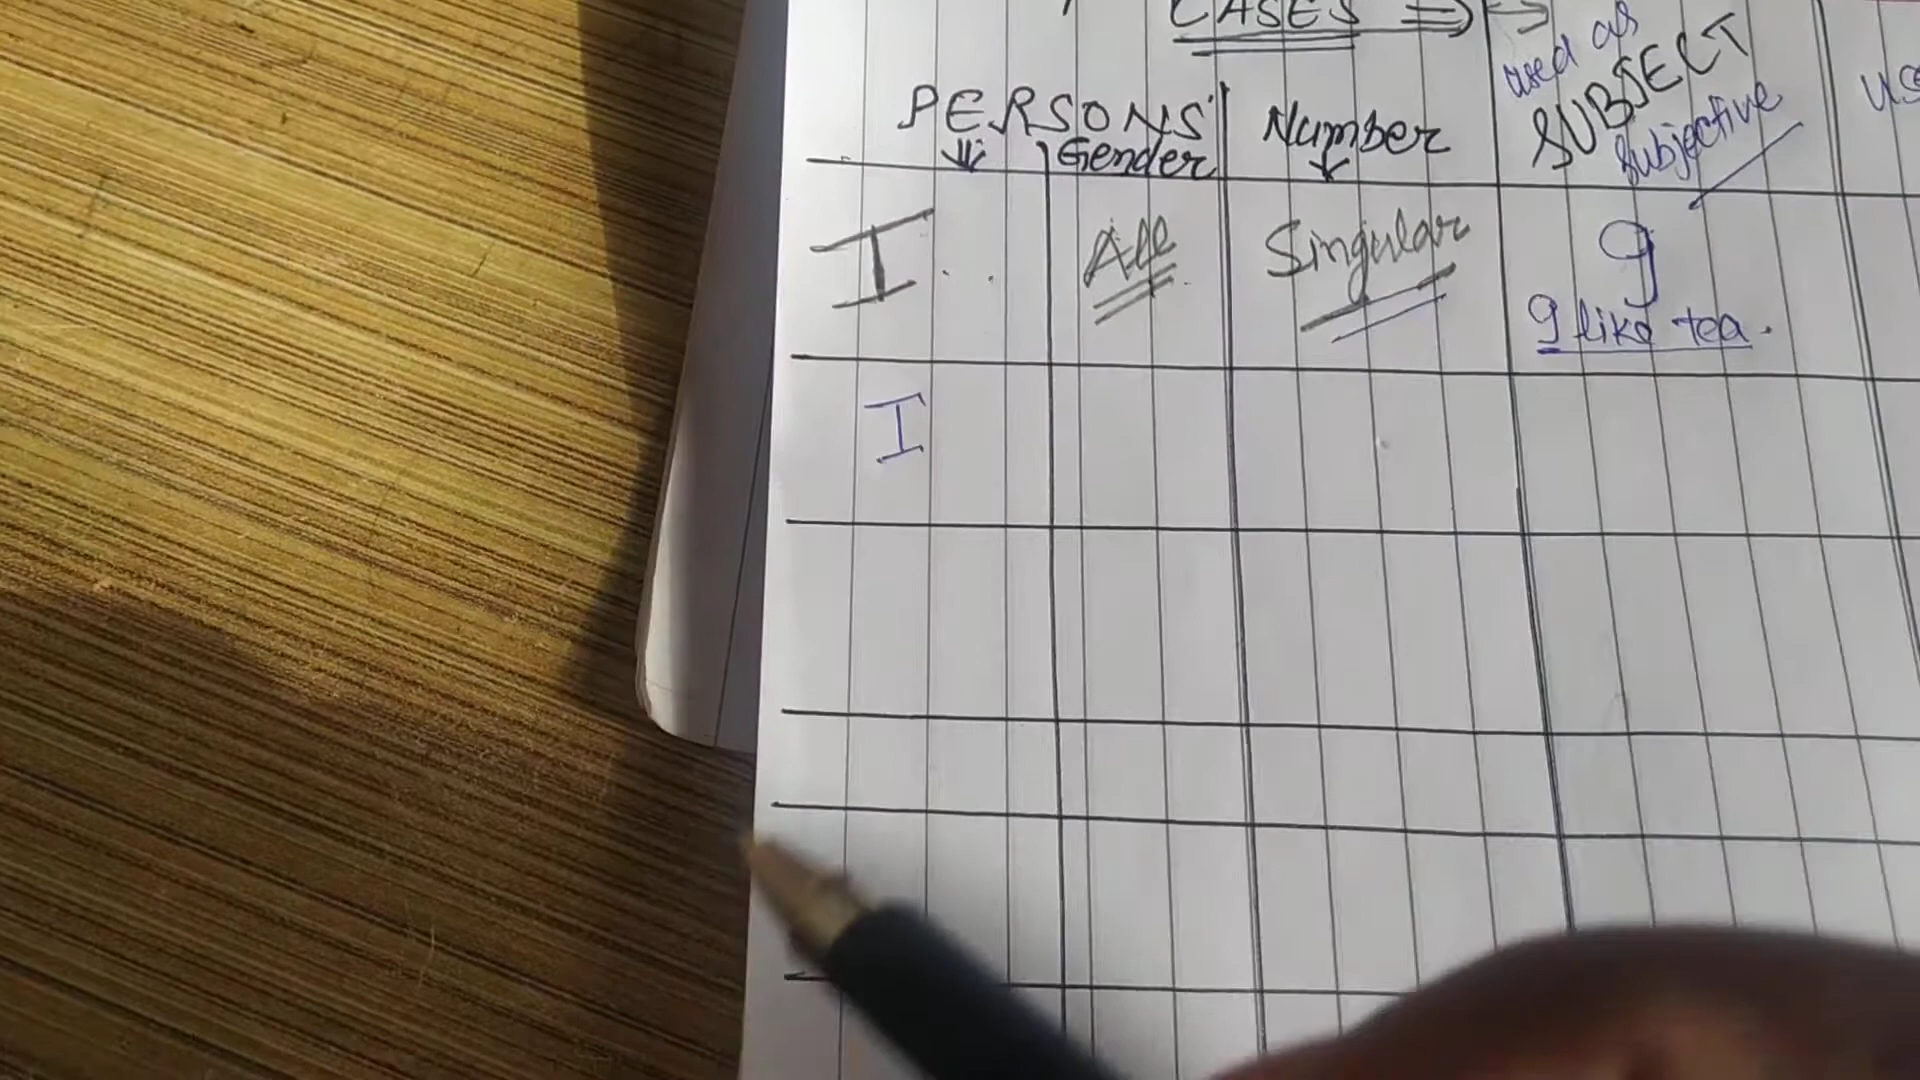 CASES ⇒ →
used as
SUBJECT
Subjective
PERSONS Gender Number
I All Singular I
I like tea.
I